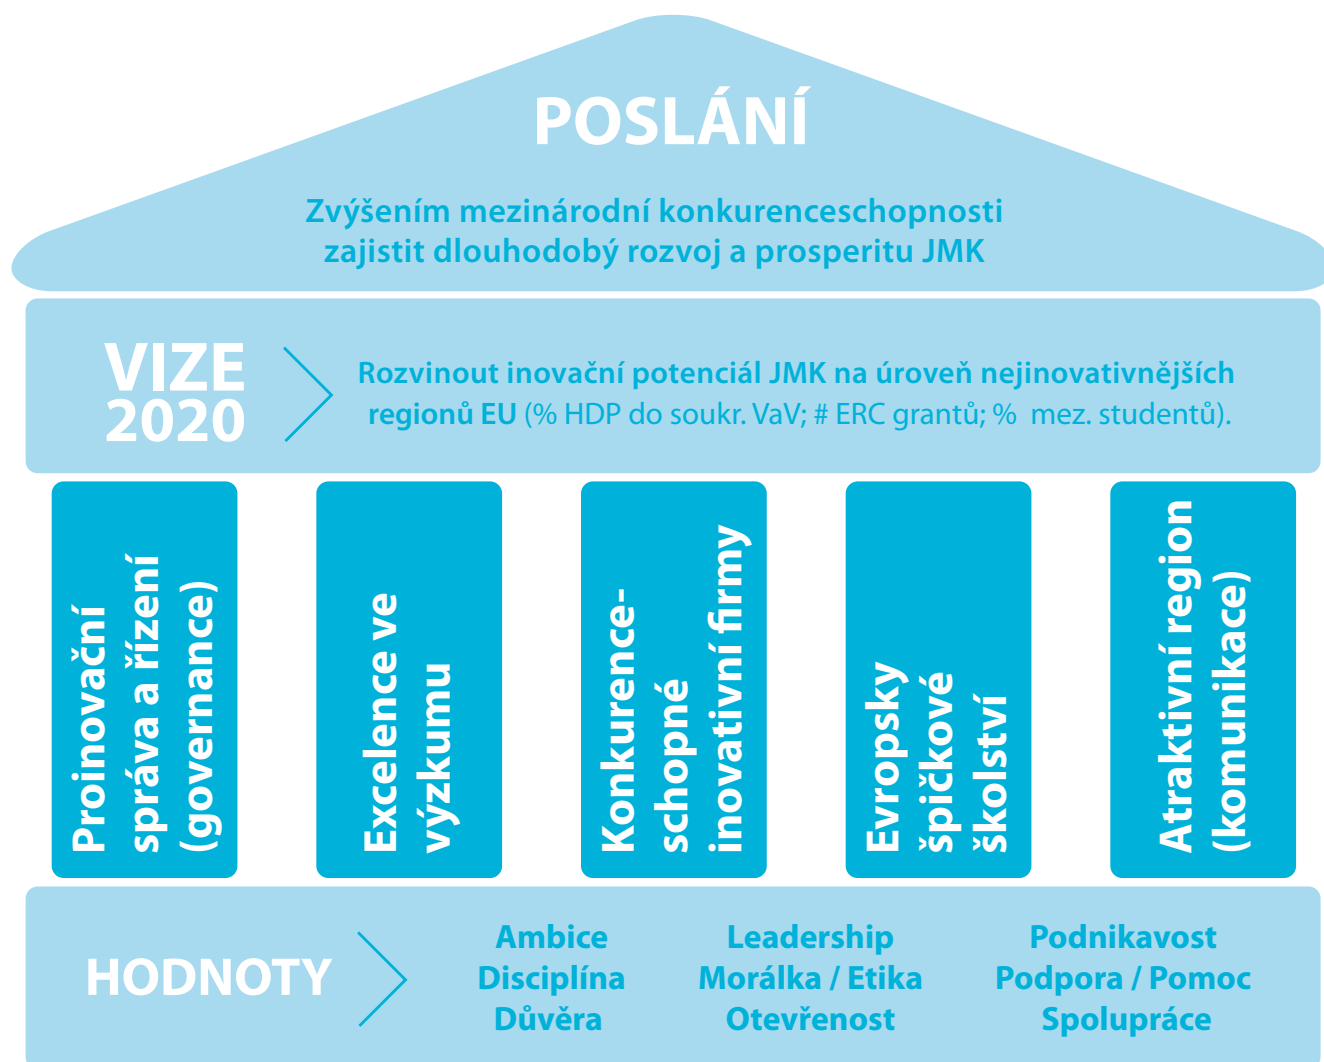 POSLÁNÍ
Zvýšením mezinárodní konkurenceschopnosti
zajistit dlouhodobý rozvoj a prosperitu JMK
VIZE
2020
Rozvinout inovační potenciál JMK na úroveň nejinovativnějších
regionů EU (% HDP do soukr. VaV; # ERC grantů; % mez. studentů).
Proinovační
správa a řízení
(governance)
Excelence ve
výzkumu
Konkurence-
schopné
inovativní firmy
Evropsky
špičkové
školství
Atraktivní region
(komunikace)
HODNOTY
Ambice
Disciplína
Důvěra
Leadership
Morálka / Etika
Otevřenost
Podnikavost
Podpora / Pomoc
Spolupráce